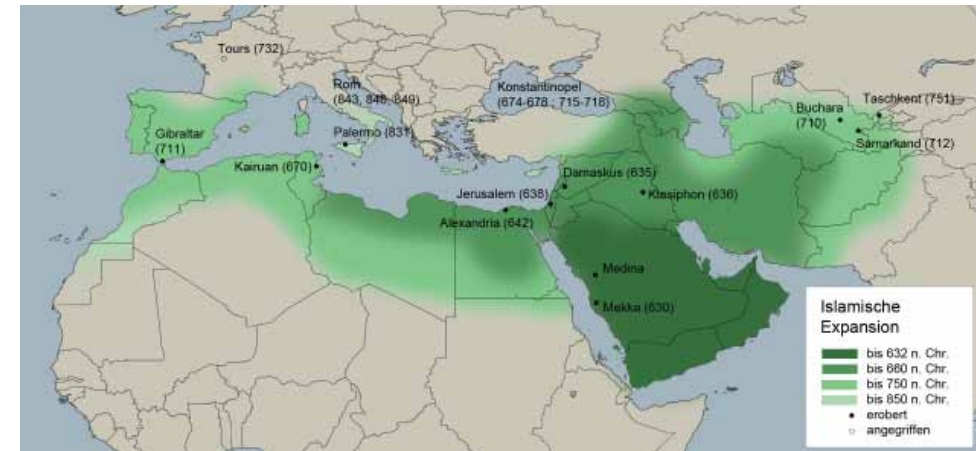 Tours (732)
Rom
(843, 846, 849)
Konstantinopel
(674-678 ; 715-718)
Buchara
(710)
Taschkent (751)
Samarkand (712)
Gibraltar
(711)
Palermo (831)
Kairuan (670)
Damaskus (635)
Jerusalem (638)
Ktesiphon (636)
Alexandria (642)
Medina
Mekka (630)
Islamische
Expansion
bis 632 n. Chr.
bis 660 n. Chr.
bis 750 n. Chr.
bis 850 n. Chr.
erobert
angegriffen